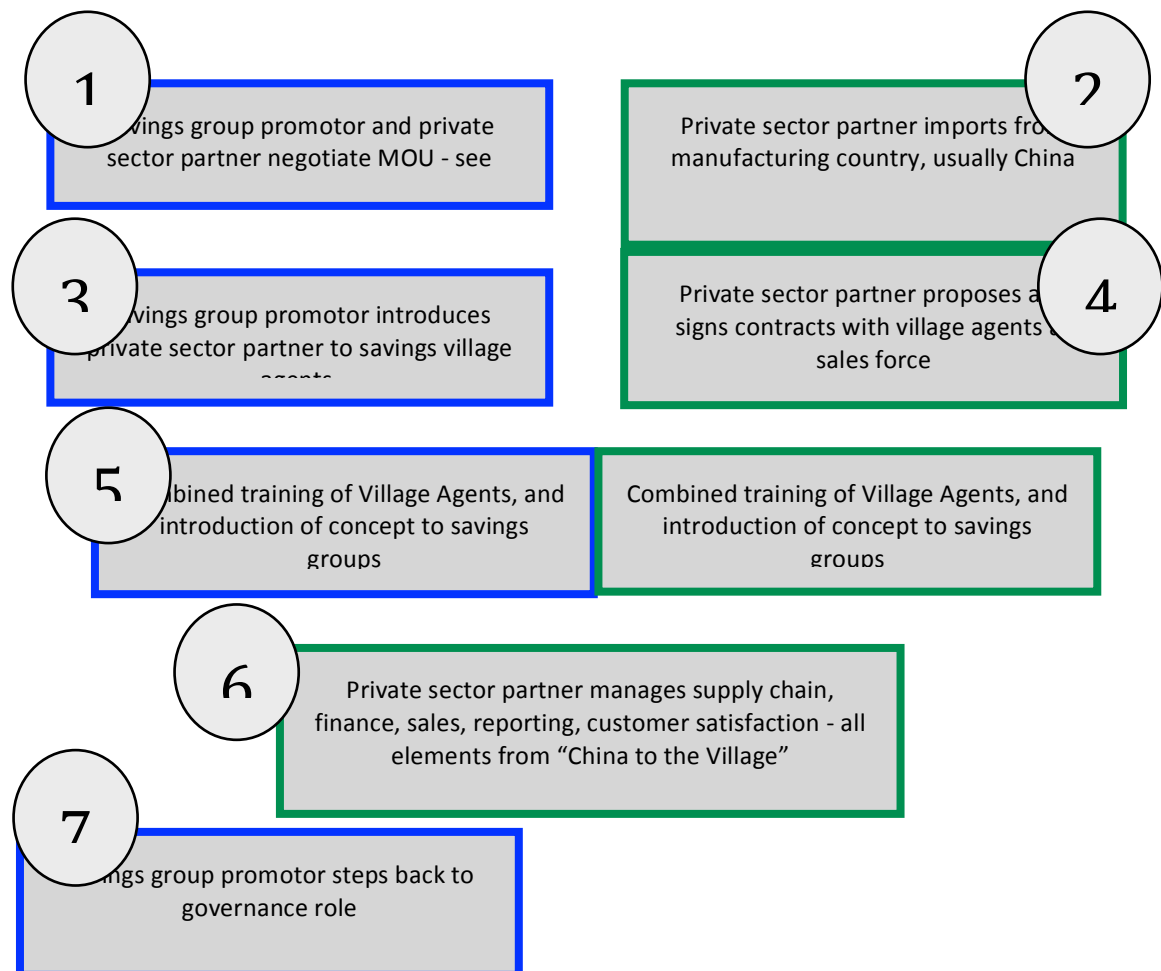 1
vings group promotor and private
sector partner negotiate MOU - see
2
Private sector partner imports fro
manufacturing country, usually China
3
vings group promotor introduces
private sector partner to savings village
agents
4
Private sector partner proposes a
signs contracts with village agents
sales force
5
bined training of Village Agents, and
introduction of concept to savings
groups
Combined training of Village Agents, and
introduction of concept to savings
groups
6
Private sector partner manages supply chain,
finance, sales, reporting, customer satisfaction - all
elements from “China to the Village”
7
ngs group promotor steps back to
governance role